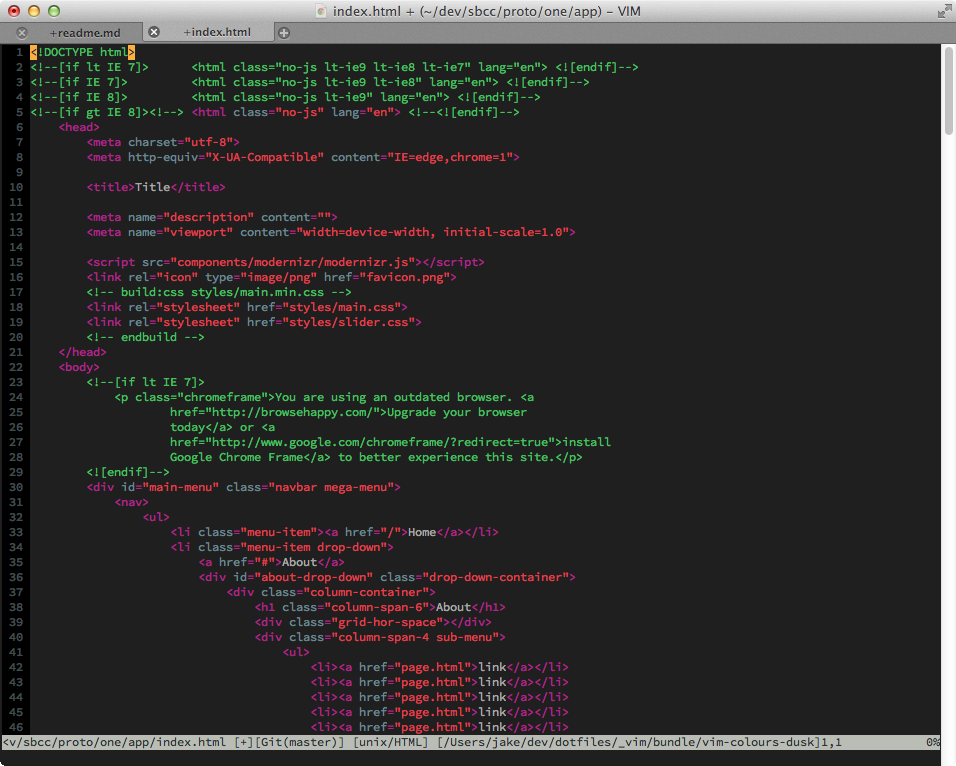 index.html + (~/dev/sbcc/proto/one/app) – VIM
+readme.md +index.html
1 <!DOCTYPE html>
2 <!--[if lt IE 7]>      <html class="no-js lt-ie9 lt-ie8 lt-ie7" lang="en"> <![endif]-->
3 <!--[if IE 7]>         <html class="no-js lt-ie9 lt-ie8" lang="en"> <![endif]-->
4 <!--[if IE 8]>         <html class="no-js lt-ie9" lang="en"> <![endif]-->
5 <!--[if gt IE 8]><!--> <html class="no-js" lang="en"> <!--<![endif]-->
6     <head>
7         <meta charset="utf-8">
8         <meta http-equiv="X-UA-Compatible" content="IE=edge,chrome=1">
9
10         <title>Title</title>
11
12         <meta name="description" content="">
13         <meta name="viewport" content="width=device-width, initial-scale=1.0">
14
15         <script src="components/modernizr/modernizr.js"></script>
16         <link rel="icon" type="image/png" href="favicon.png">
17         <!-- build:css styles/main.min.css -->
18         <link rel="stylesheet" href="styles/main.css">
19         <link rel="stylesheet" href="styles/slider.css">
20         <!-- endbuild -->
21     </head>
22     <body>
23         <!--[if lt IE 7]>
24             <p class="chromeframe">You are using an outdated browser. <a
25                     href="http://browsehappy.com/">Upgrade your browser
26                     today</a> or <a
27                     href="http://www.google.com/chromeframe/?redirect=true">install
28                     Google Chrome Frame</a> to better experience this site.</p>
29         <![endif]-->
30         <div id="main-menu" class="navbar mega-menu">
31             <nav>
32                 <ul>
33                     <li class="menu-item"><a href="/">Home</a></li>
34                     <li class="menu-item drop-down">
35                         <a href="#">About</a>
36                         <div id="about-drop-down" class="drop-down-container">
37                             <div class="column-container">
38                                 <h1 class="column-span-6">About</h1>
39                                 <div class="grid-hor-space"></div>
40                                 <div class="column-span-4 sub-menu">
41                                     <ul>
42                                         <li><a href="page.html">link</a></li>
43                                         <li><a href="page.html">link</a></li>
44                                         <li><a href="page.html">link</a></li>
45                                         <li><a href="page.html">link</a></li>
46                                         <li><a href="page.html">link</a></li>
<v/sbcc/proto/one/app/index.html [+][Git(master)] [unix/HTML] [/Users/jake/dev/dotfiles/_vim/bundle/vim-colours-dusk]1,1 0%